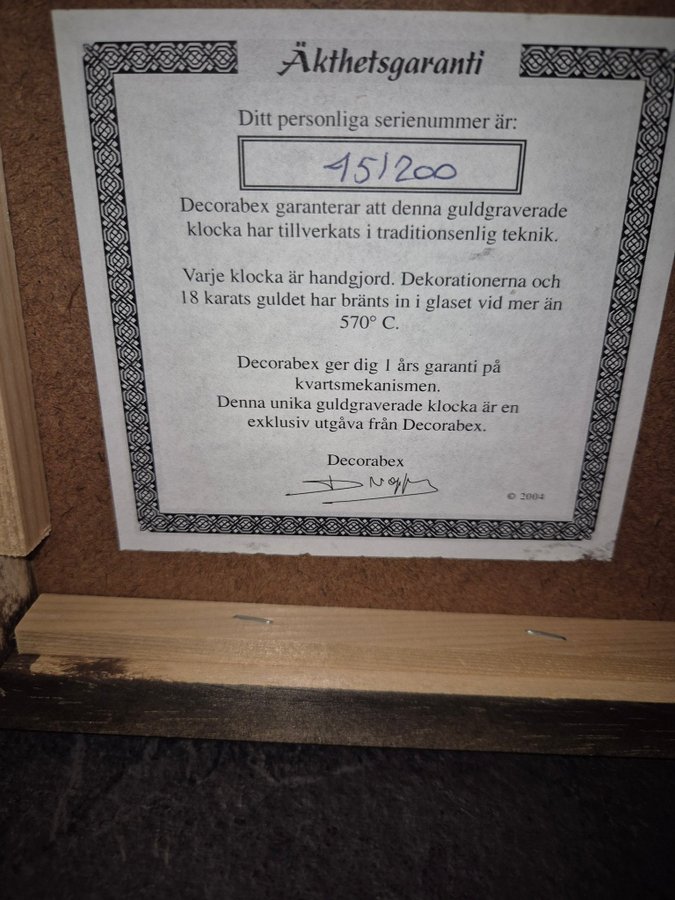 Äkthetsgaranti
Ditt personliga serienummer är:
45/200
Decorabex garanterar att denna guldgraverade
klocka har tillverkats i traditionsenlig teknik.
Varje klocka är handgjord. Dekorationerna och
18 karats guldet har bränts in i glaset vid mer än
570° C.
Decorabex ger dig 1 års garanti på
kvartsmekanismen.
Denna unika guldgraverade klocka är en
exklusiv utgåva från Decorabex.
Decorabex
© 2004